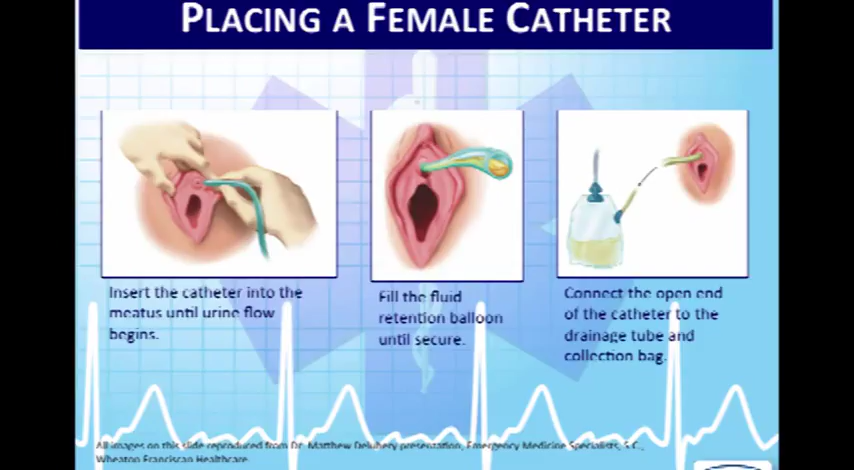 PLACING A FEMALE CATHETER
Insert the catheter into the
meatus until urine flow
begins.
Fill the fluid
retention balloon
until secure.
Connect the open end
of the catheter to the
drainage tube and
collection bag.
All images on this slide reproduced from Dr. Matthew Deluhery presentation, Emergency Medicine Specialists, S.C.,
Wheaton Franciscan Healthcare